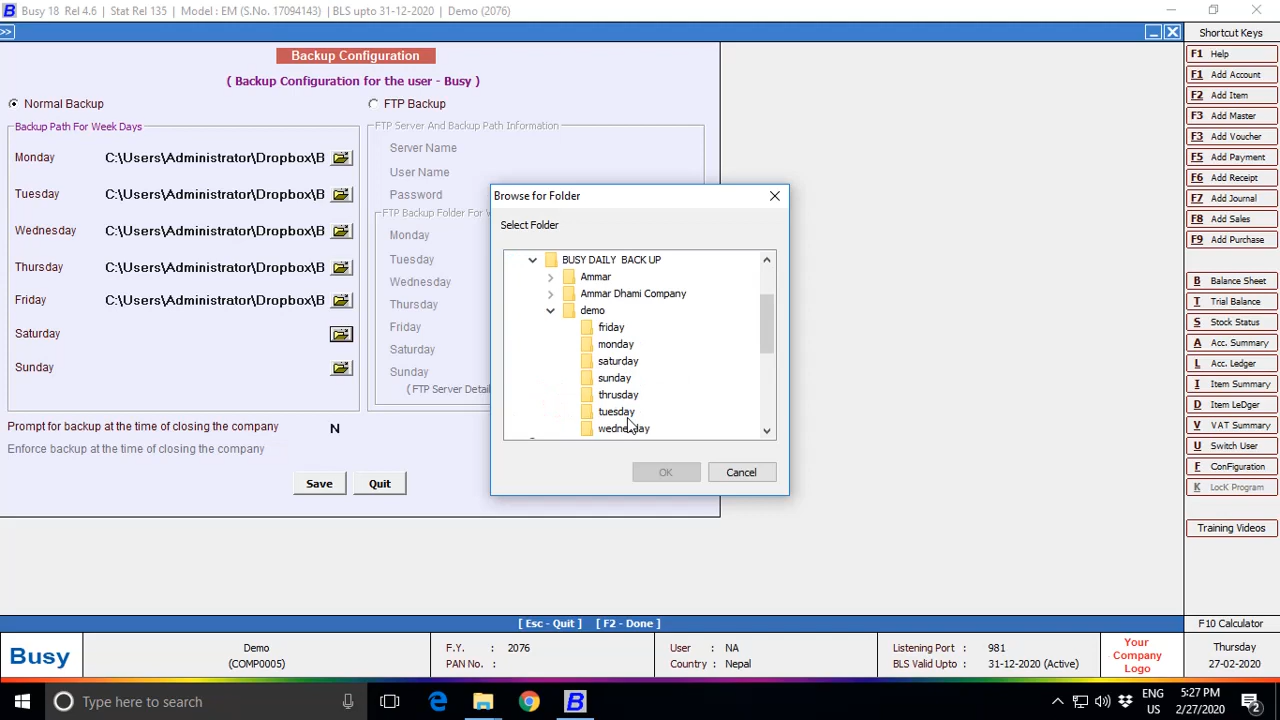 Busy 18 Rel 4.6 | Stat Rel 135 | Model : EM (S.No. 17094143) | BLS upto 31-12-2020 | Demo (2076)
>>
Shortcut Keys
Backup Configuration
( Backup Configuration for the user - Busy )
Normal Backup
FTP Backup
Backup Path For Week Days
Monday C:\Users\Administrator\Dropbox\B
Tuesday C:\Users\Administrator\Dropbox\B
Wednesday C:\Users\Administrator\Dropbox\B
Thursday C:\Users\Administrator\Dropbox\B
Friday C:\Users\Administrator\Dropbox\B
Saturday
Sunday
FTP Server And Backup Path Information
Server Name
User Name
Password
FTP Backup Folder For W
Monday
Tuesday
Wednesday
Thursday
Friday
Saturday
Sunday
(FTP Server Detail
Prompt for backup at the time of closing the company N
Enforce backup at the time of closing the company
Save
Quit
Browse for Folder
Select Folder
BUSY DAILY BACK UP
Ammar
Ammar Dhami Company
demo
friday
monday
saturday
sunday
thrusday
tuesday
wednesday
OK
Cancel
F1 Help
F1 Add Account
F2 Add Item
F3 Add Master
F3 Add Voucher
F5 Add Payment
F6 Add Receipt
F7 Add Journal
F8 Add Sales
F9 Add Purchase
B Balance Sheet
T Trial Balance
S Stock Status
A Acc. Summary
L Acc. Ledger
I Item Summary
D Item LeDger
V VAT Summary
U Switch User
F ConFiguration
K LocK Program
Training Videos
[ Esc - Quit ] [ F2 - Done ]
F10 Calculator
Busy
Demo
(COMP0005)
F.Y. : 2076
PAN No. :
User : NA
Country : Nepal
Listening Port : 981
BLS Valid Upto : 31-12-2020 (Active)
Your
Company
Logo
Thursday
27-02-2020
Type here to search
B
ENG
US
5:27 PM
2/27/2020
2